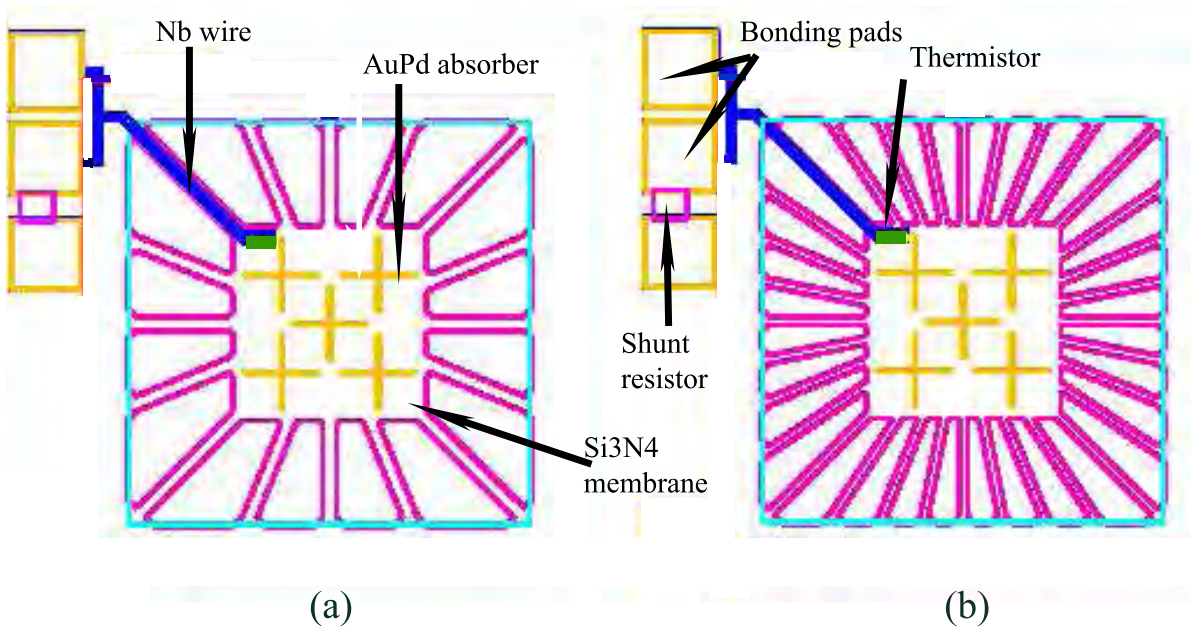 Nb wire
AuPd absorber
Bonding pads
Thermistor
Shunt
resistor
Si3N4
membrane
(a)
(b)